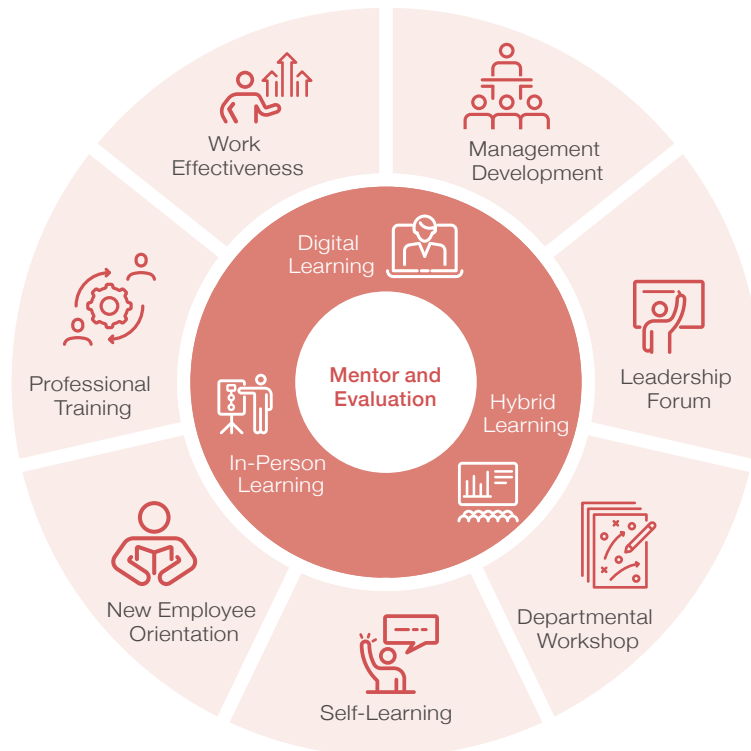 Work
Effectiveness
Management
Development
Digital
Learning
Professional
Training
Mentor and
Evaluation
Leadership
Forum
Hybrid
Learning
In-Person
Learning
New Employee
Orientation
Departmental
Workshop
Self-Learning